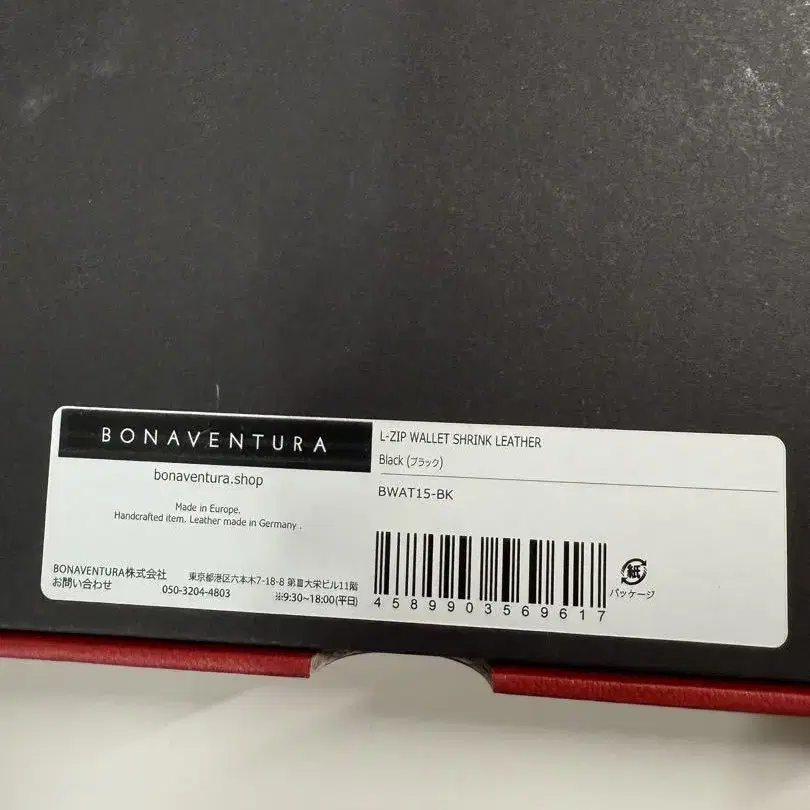 BONAVENTURA
bonaventura.shop
Made in Europe.
Handcrafted item. Leather made in Germany .
BONAVENTURA株式会社 東京都港区六本木7-18-8 第Ⅲ大栄ビル11階
お問い合わせ 050-3204-4803 ※9:30~18:00(平日)
L-ZIP WALLET SHRINK LEATHER
Black (ブラック)
BWAT15-BK
4589903569617
紙
パッケージ